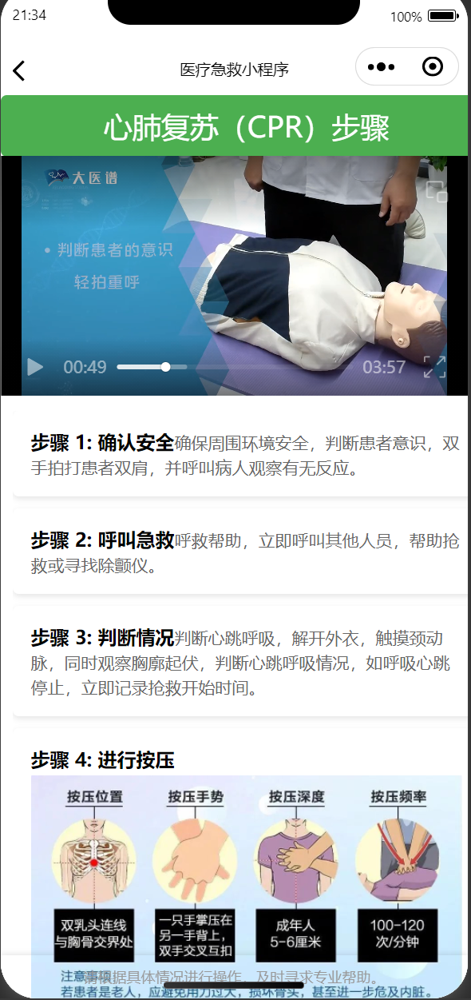 21:34
100%
医疗急救小程序
心肺复苏（CPR）步骤
大医谱
• 判断患者的意识
轻拍重呼
00:49
03:57
步骤 1: 确认安全确保周围环境安全，判断患者意识，双
手拍打患者双肩，并呼叫病人观察有无反应。
步骤 2: 呼叫急救呼救帮助，立即呼叫其他人员，帮助抢
救或寻找除颤仪。
步骤 3: 判断情况判断心跳呼吸，解开外衣，触摸颈动
脉，同时观察胸廓起伏，判断心跳呼吸情况，如呼吸心跳
停止，立即记录抢救开始时间。
步骤 4: 进行按压
按压位置
按压手势
按压深度
按压频率
双乳头连线
与胸骨交界处
一只手掌压在
另一手背上，
双手交叉互扣
成年人
5-6厘米
100-120
次/分钟
注意事项
请根据具体情况进行操作，及时寻求专业帮助。
若患者是老人，应避免用力过大，损坏骨头，甚至进一步危及内脏。